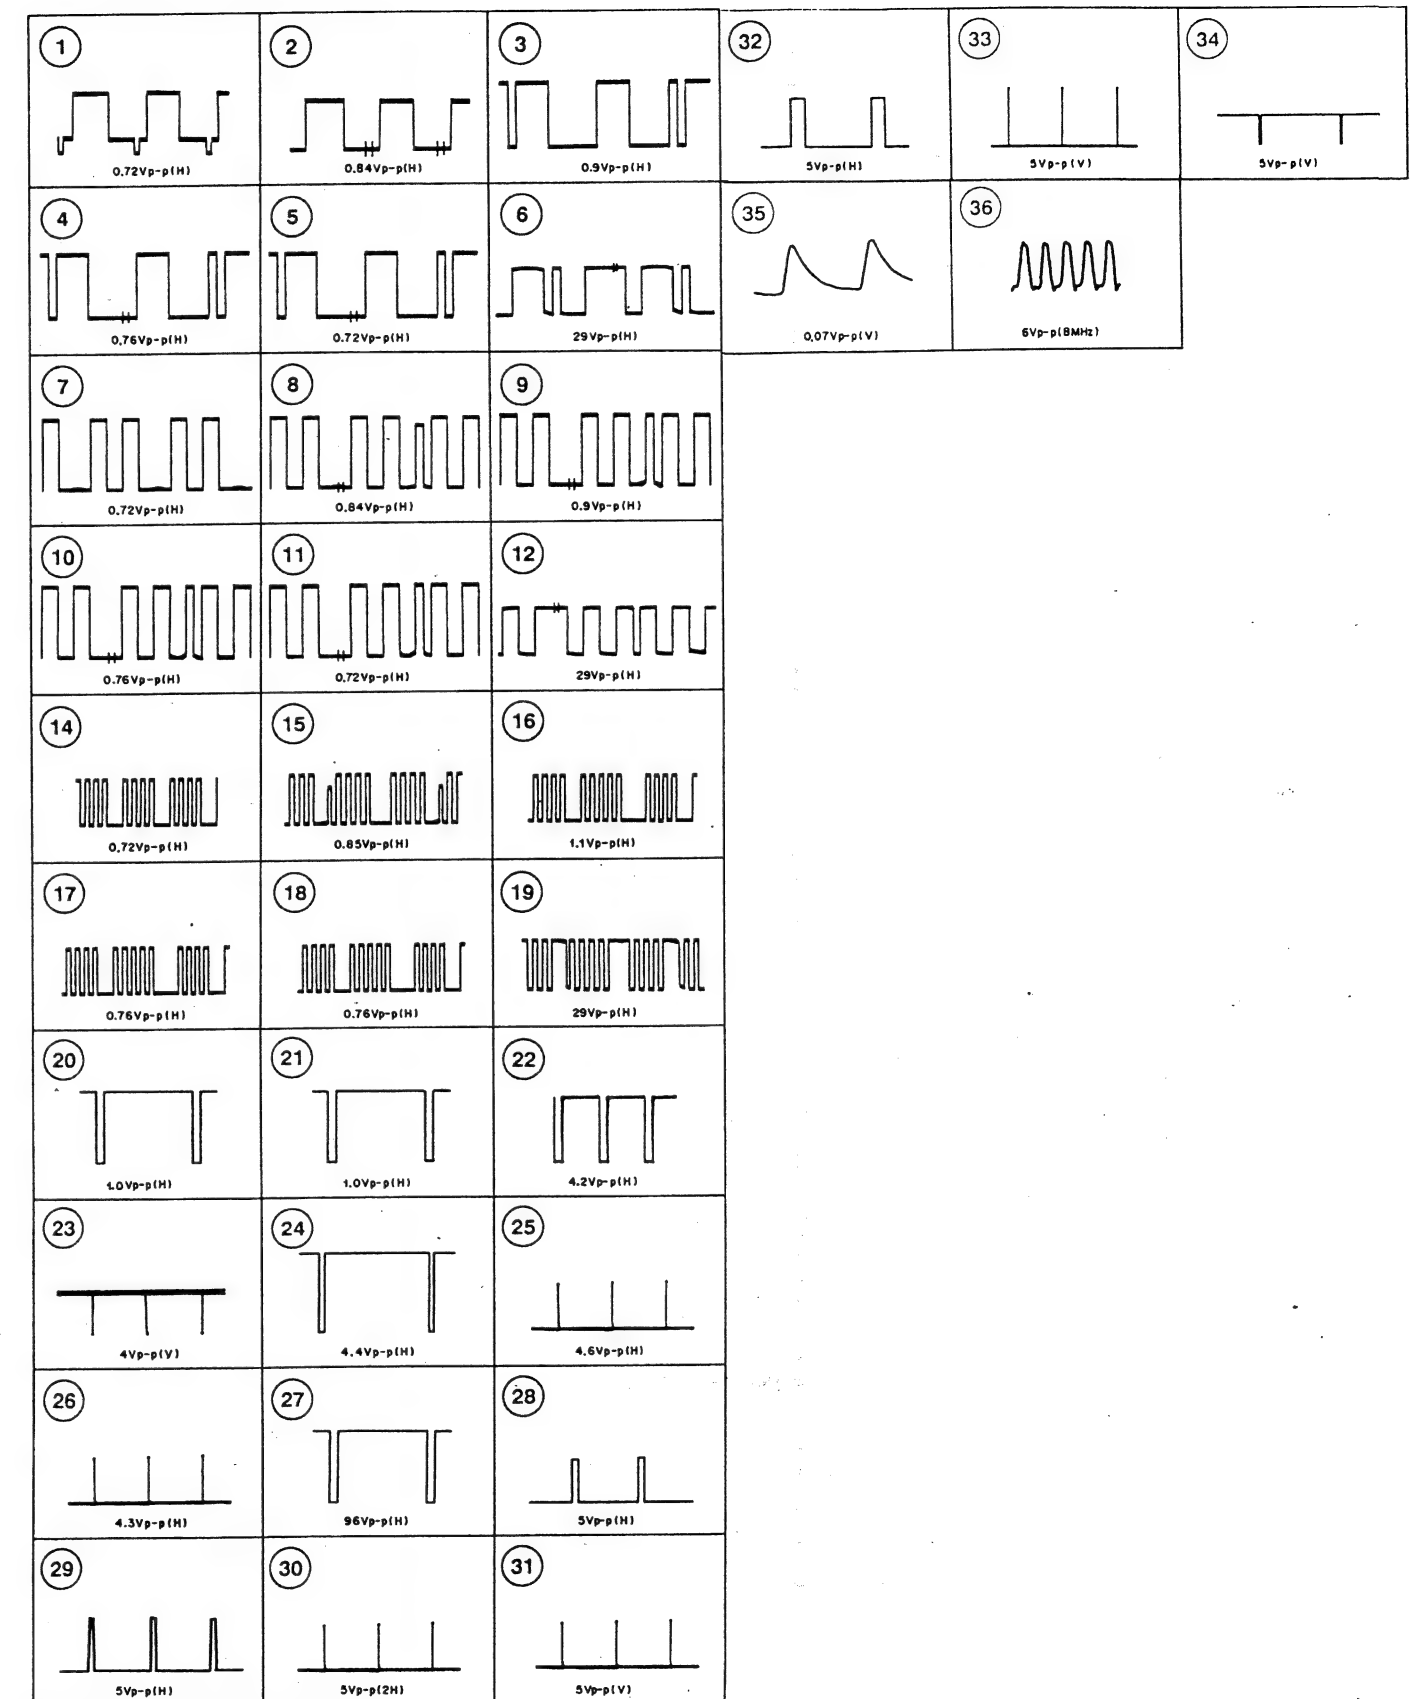 1 2 3 32 33 34
0.72Vp-p(H) 0.84Vp-p(H) 0.9Vp-p(H) 5Vp-p(H) 5Vp-p(V) 5Vp-p(V)
4 5 6 35 36
0.76Vp-p(H) 0.72Vp-p(H) 29Vp-p(H) 0.07Vp-p(V) 6Vp-p(8MHz)
7 8 9
0.72Vp-p(H) 0.84Vp-p(H) 0.9Vp-p(H)
10 11 12
0.76Vp-p(H) 0.72Vp-p(H) 29Vp-p(H)
14 15 16
0.72Vp-p(H) 0.85Vp-p(H) 1.1Vp-p(H)
17 18 19
0.76Vp-p(H) 0.76Vp-p(H) 29Vp-p(H)
20 21 22
1.0Vp-p(H) 1.0Vp-p(H) 4.2Vp-p(H)
23 24 25
4Vp-p(V) 4.4Vp-p(H) 4.6Vp-p(H)
26 27 28
4.3Vp-p(H) 96Vp-p(H) 5Vp-p(H)
29 30 31
5Vp-p(H) 5Vp-p(2H) 5Vp-p(V)